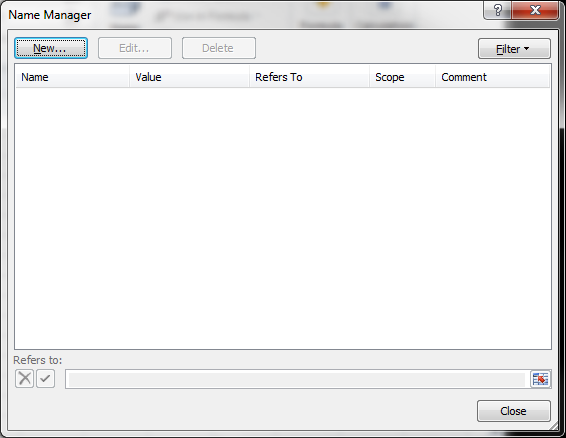 Name Manager
New... Edit... Delete Filter
Name Value Refers To Scope Comment
Refers to:
Close